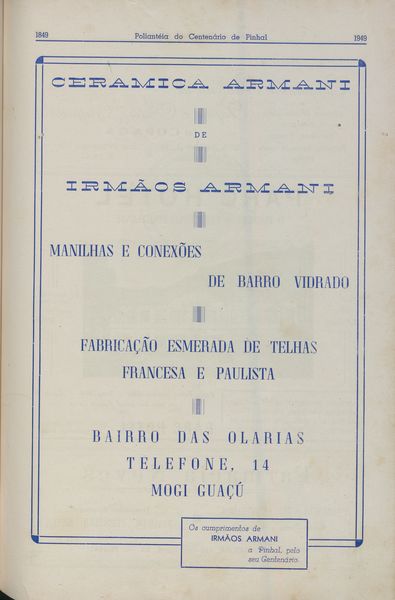 1849 Poliantéia do Centenário de Pinhal 1949
CERAMICA ARMANI
DE
IRMÃOS ARMANI
MANILHAS E CONEXÕES
DE BARRO VIDRADO
FABRICAÇÃO ESMERADA DE TELHAS
FRANCESA E PAULISTA
BAIRRO DAS OLARIAS
TELEFONE, 14
MOGI GUAÇÚ
Os cumprimentos de
IRMÃOS ARMANI
a Pinhal, pelo
seu Centenário.